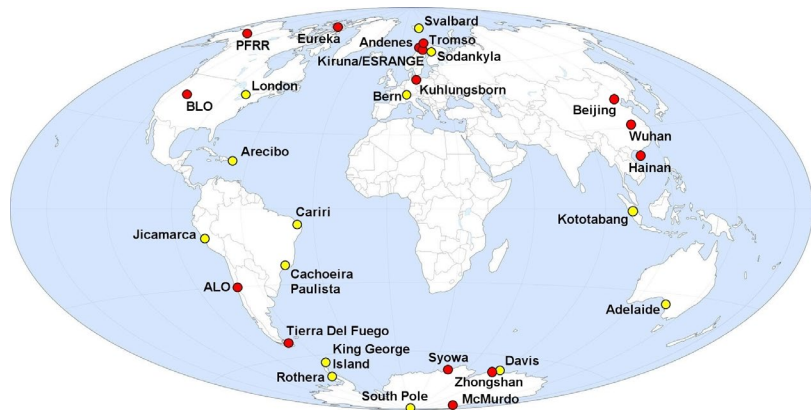 Svalbard
PFRR
Eureka
Andenes
Tromso
Kiruna/ESRANGE
Sodankyla
London
Bern
Kuhlungsborn
BLO
Beijing
Wuhan
Arecibo
Hainan
Cariri
Jicamarca
Kototabang
Cachoeira
Paulista
ALO
Adelaide
Tierra Del Fuego
King George
Island
Rothera
Syowa
Davis
Zhongshan
South Pole
McMurdo